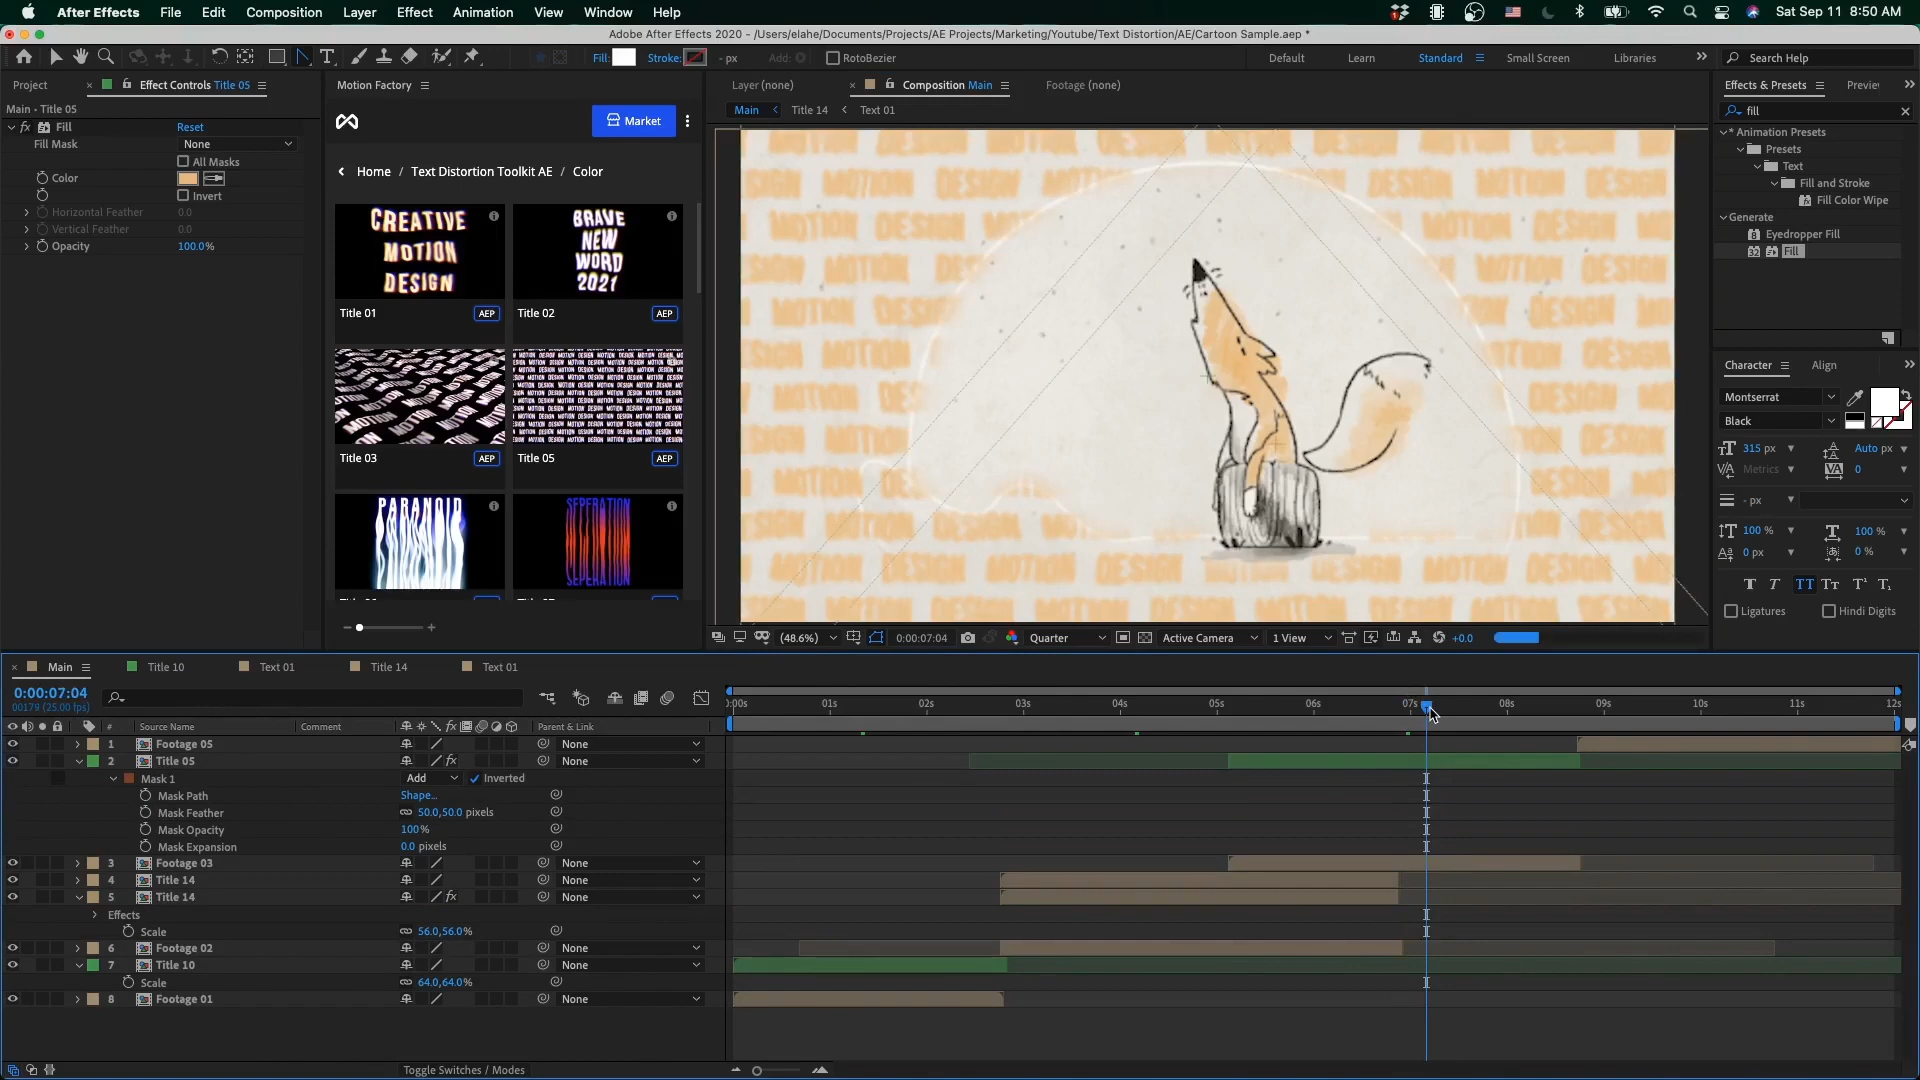 After Effects File Edit Composition Layer Effect Animation View Window Help
Sat Sep 11 8:50 AM
Adobe After Effects 2020 - /Users/elahe/Documents/Projects/AE Projects/Marketing/Youtube/Text Distortion/AE/Cartoon Sample.aep *
Fill: Stroke: - px Add: RotoBezier Default Learn Standard Small Screen Libraries Search Help
Project Effect Controls Title 05
Main • Title 05
fx Fill Reset
Fill Mask None
All Masks
Color
Invert
Horizontal Feather 0.0
Vertical Feather 0.0
Opacity 100.0%
Motion Factory
Market
Home / Text Distortion Toolkit AE / Color
CREATIVE
MOTION
DESIGN
BRAVE
NEW
WORD
2021
Title 01 AEP
Title 02 AEP
Title 03 AEP
Title 05 AEP
PARANOID
SEPERATION
Layer (none) Composition Main Footage (none)
Main Title 14 Text 01
MOTION DESIGN MOTION DESIGN
(48.6%) 0:00:07:04 Quarter Active Camera 1 View +0.0
Effects & Presets
fill
* Animation Presets
Presets
Text
Fill and Stroke
Fill Color Wipe
Generate
Eyedropper Fill
Fill
Character Align
Montserrat
Black
315 px Auto px
Metrics 0
- px
100 % 100 %
0 px 0 %
Ligatures Hindi Digits
Main Title 10 Text 01 Title 14 Text 01
0:00:07:04
00179 (25.00 fps)
# Source Name Comment Parent & Link
:00s 01s 02s 03s 04s 05s 06s 07s 08s 09s 10s 11s 12s
1 Footage 05 None
2 Title 05 fx None
Mask 1 Add Inverted
Mask Path Shape...
Mask Feather 50.0,50.0 pixels
Mask Opacity 100%
Mask Expansion 0.0 pixels
3 Footage 03 None
4 Title 14 None
5 Title 14 fx None
Effects
Scale 56.0,56.0%
6 Footage 02 None
7 Title 10 None
Scale 64.0,64.0%
8 Footage 01 None
Toggle Switches / Modes